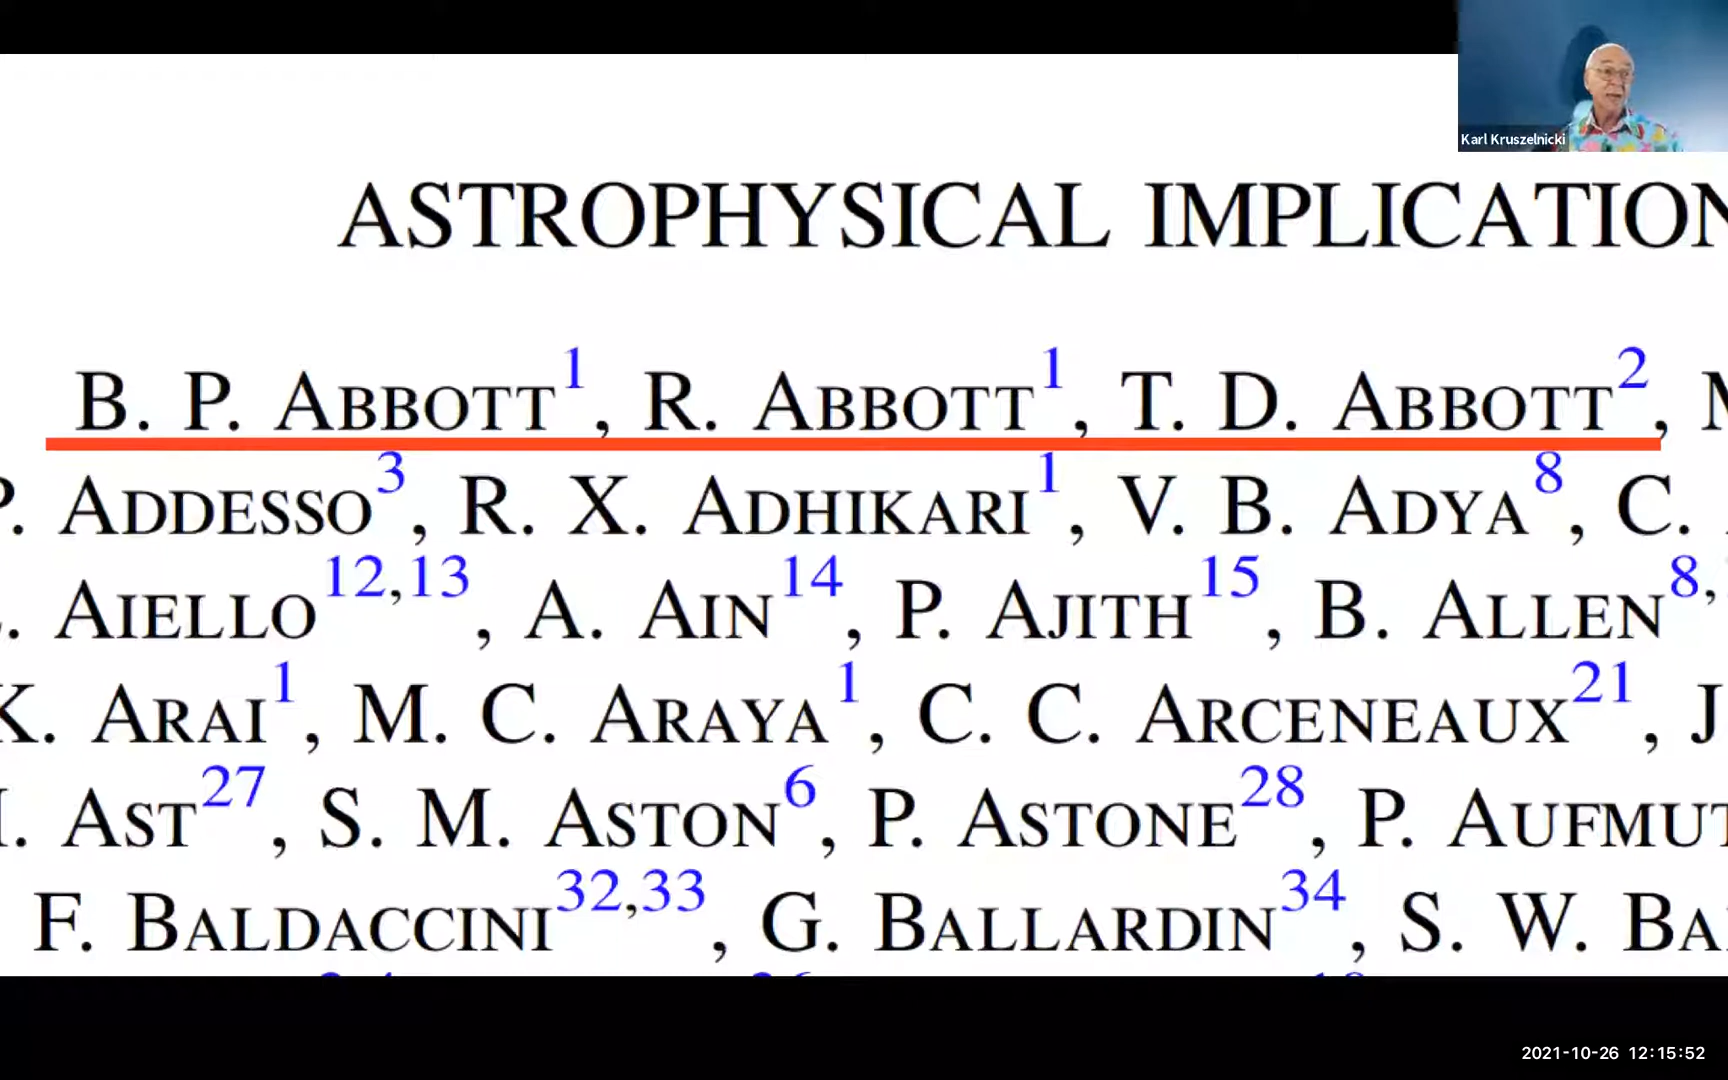 Karl Kruszelnicki
ASTROPHYSICAL IMPLICATION
B. P. ABBOTT1, R. ABBOTT1, T. D. ABBOTT2,
P. ADDESSO3, R. X. ADHIKARI1, V. B. ADYA8, C.
. AIELLO12,13, A. AIN14, P. AJITH15, B. ALLEN8,
K. ARAI1, M. C. ARAYA1, C. C. ARCENEAUX21, J
. AST27, S. M. ASTON6, P. ASTONE28, P. AUFMUT
F. BALDACCINI32,33, G. BALLARDIN34, S. W. BA
2021-10-26 12:15:52